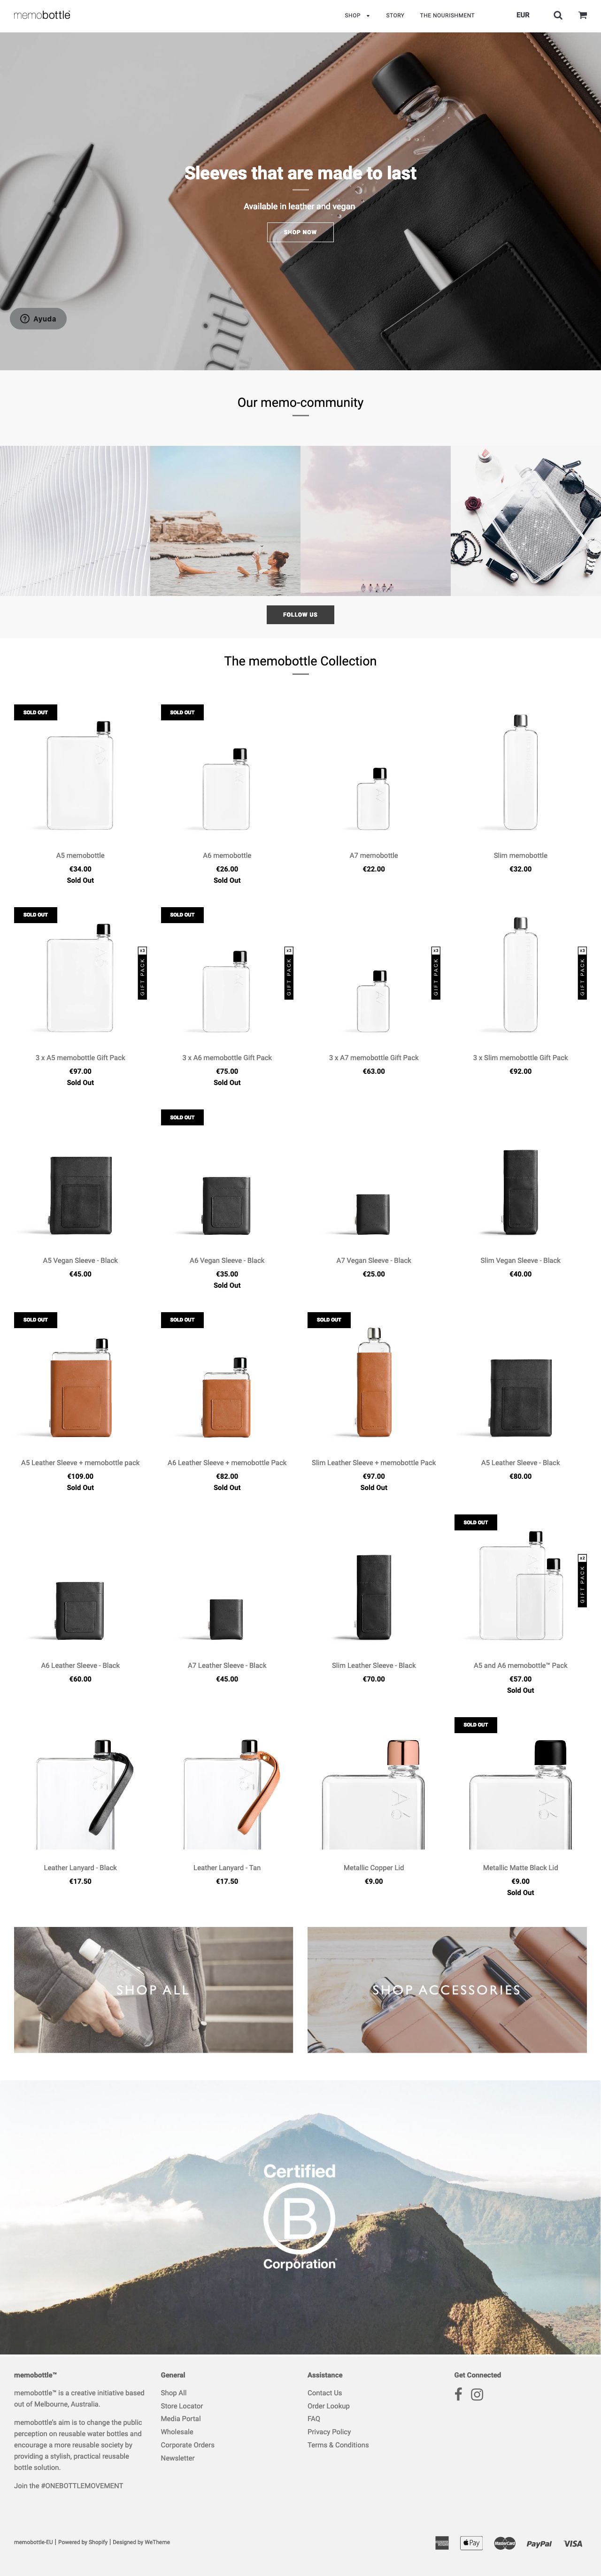 memobottle
SHOP
STORY
THE NOURISHMENT
EUR
Sleeves that are made to last
Available in leather and vegan
SHOP NOW
Ayuda
Our memo-community
FOLLOW US
The memobottle Collection
SOLD OUT
SOLD OUT
A5 memobottle
€34.00
Sold Out
A6 memobottle
€26.00
Sold Out
A7 memobottle
€22.00
Slim memobottle
€32.00
SOLD OUT
x3
GIFT PACK
SOLD OUT
x3
GIFT PACK
x3
GIFT PACK
x3
GIFT PACK
3 x A5 memobottle Gift Pack
€97.00
Sold Out
3 x A6 memobottle Gift Pack
€75.00
Sold Out
3 x A7 memobottle Gift Pack
€63.00
3 x Slim memobottle Gift Pack
€92.00
SOLD OUT
A5 Vegan Sleeve - Black
€45.00
A6 Vegan Sleeve - Black
€35.00
Sold Out
A7 Vegan Sleeve - Black
€25.00
Slim Vegan Sleeve - Black
€40.00
SOLD OUT
SOLD OUT
SOLD OUT
A5 Leather Sleeve + memobottle pack
€109.00
Sold Out
A6 Leather Sleeve + memobottle Pack
€82.00
Sold Out
Slim Leather Sleeve + memobottle Pack
€97.00
Sold Out
A5 Leather Sleeve - Black
€80.00
SOLD OUT
x2
GIFT PACK
A6 Leather Sleeve - Black
€60.00
A7 Leather Sleeve - Black
€45.00
Slim Leather Sleeve - Black
€70.00
A5 and A6 memobottle™ Pack
€57.00
Sold Out
SOLD OUT
A6
A6
Leather Lanyard - Black
€17.50
Leather Lanyard - Tan
€17.50
Metallic Copper Lid
€9.00
Metallic Matte Black Lid
€9.00
Sold Out
SHOP ALL
SHOP ACCESSORIES
Certified
B
Corporation
memobottle™
memobottle™ is a creative initiative based
out of Melbourne, Australia.
memobottle's aim is to change the public
perception on reusable water bottles and
encourage a more reusable society by
providing a stylish, practical reusable
bottle solution.
Join the #ONEBOTTLEMOVEMENT
General
Shop All
Store Locator
Media Portal
Wholesale
Corporate Orders
Newsletter
Assistance
Contact Us
Order Lookup
FAQ
Privacy Policy
Terms & Conditions
Get Connected
memobottle-EU | Powered by Shopify | Designed by WeTheme
Pay
MasterCard
PayPal
VISA